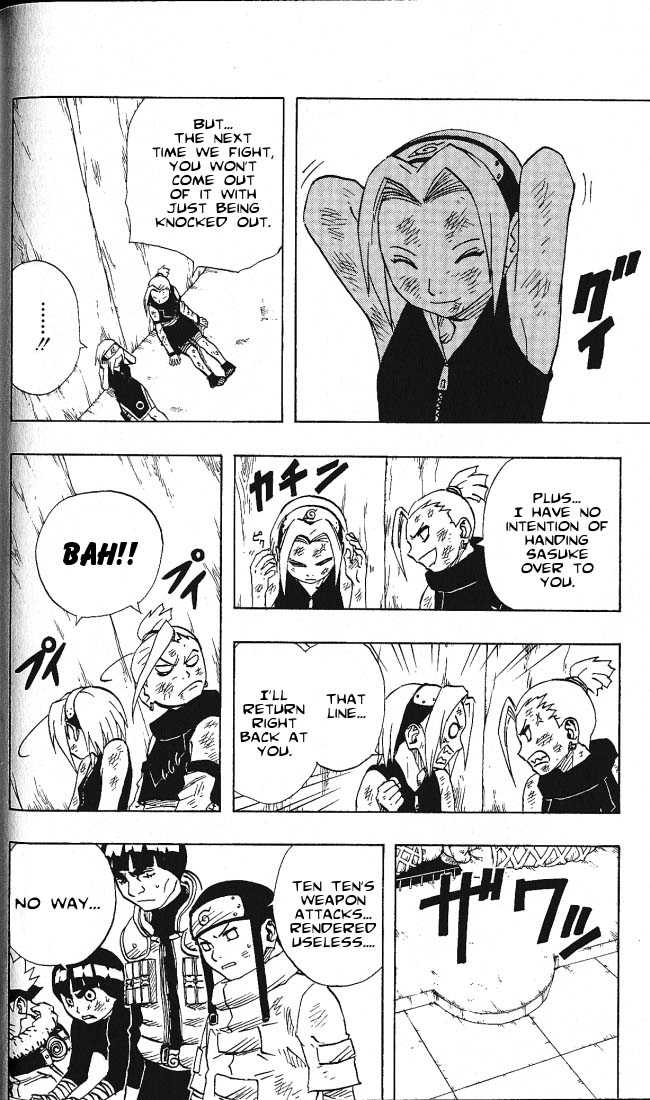 グイ
BUT...
THE NEXT
TIME WE FIGHT,
YOU WON'T
COME OUT
OF IT WITH
JUST BEING
KNOCKED OUT.
......!!
PLUS...
I HAVE NO
INTENTION OF
HANDING
SASUKE
OVER TO
YOU.
カチン
THAT
LINE...
I'LL
RETURN
RIGHT
BACK AT
YOU.
BAH!!
プイ
プイ
ザワッ
TEN TEN'S
WEAPON
ATTACKS...
RENDERED
USELESS....
NO WAY...